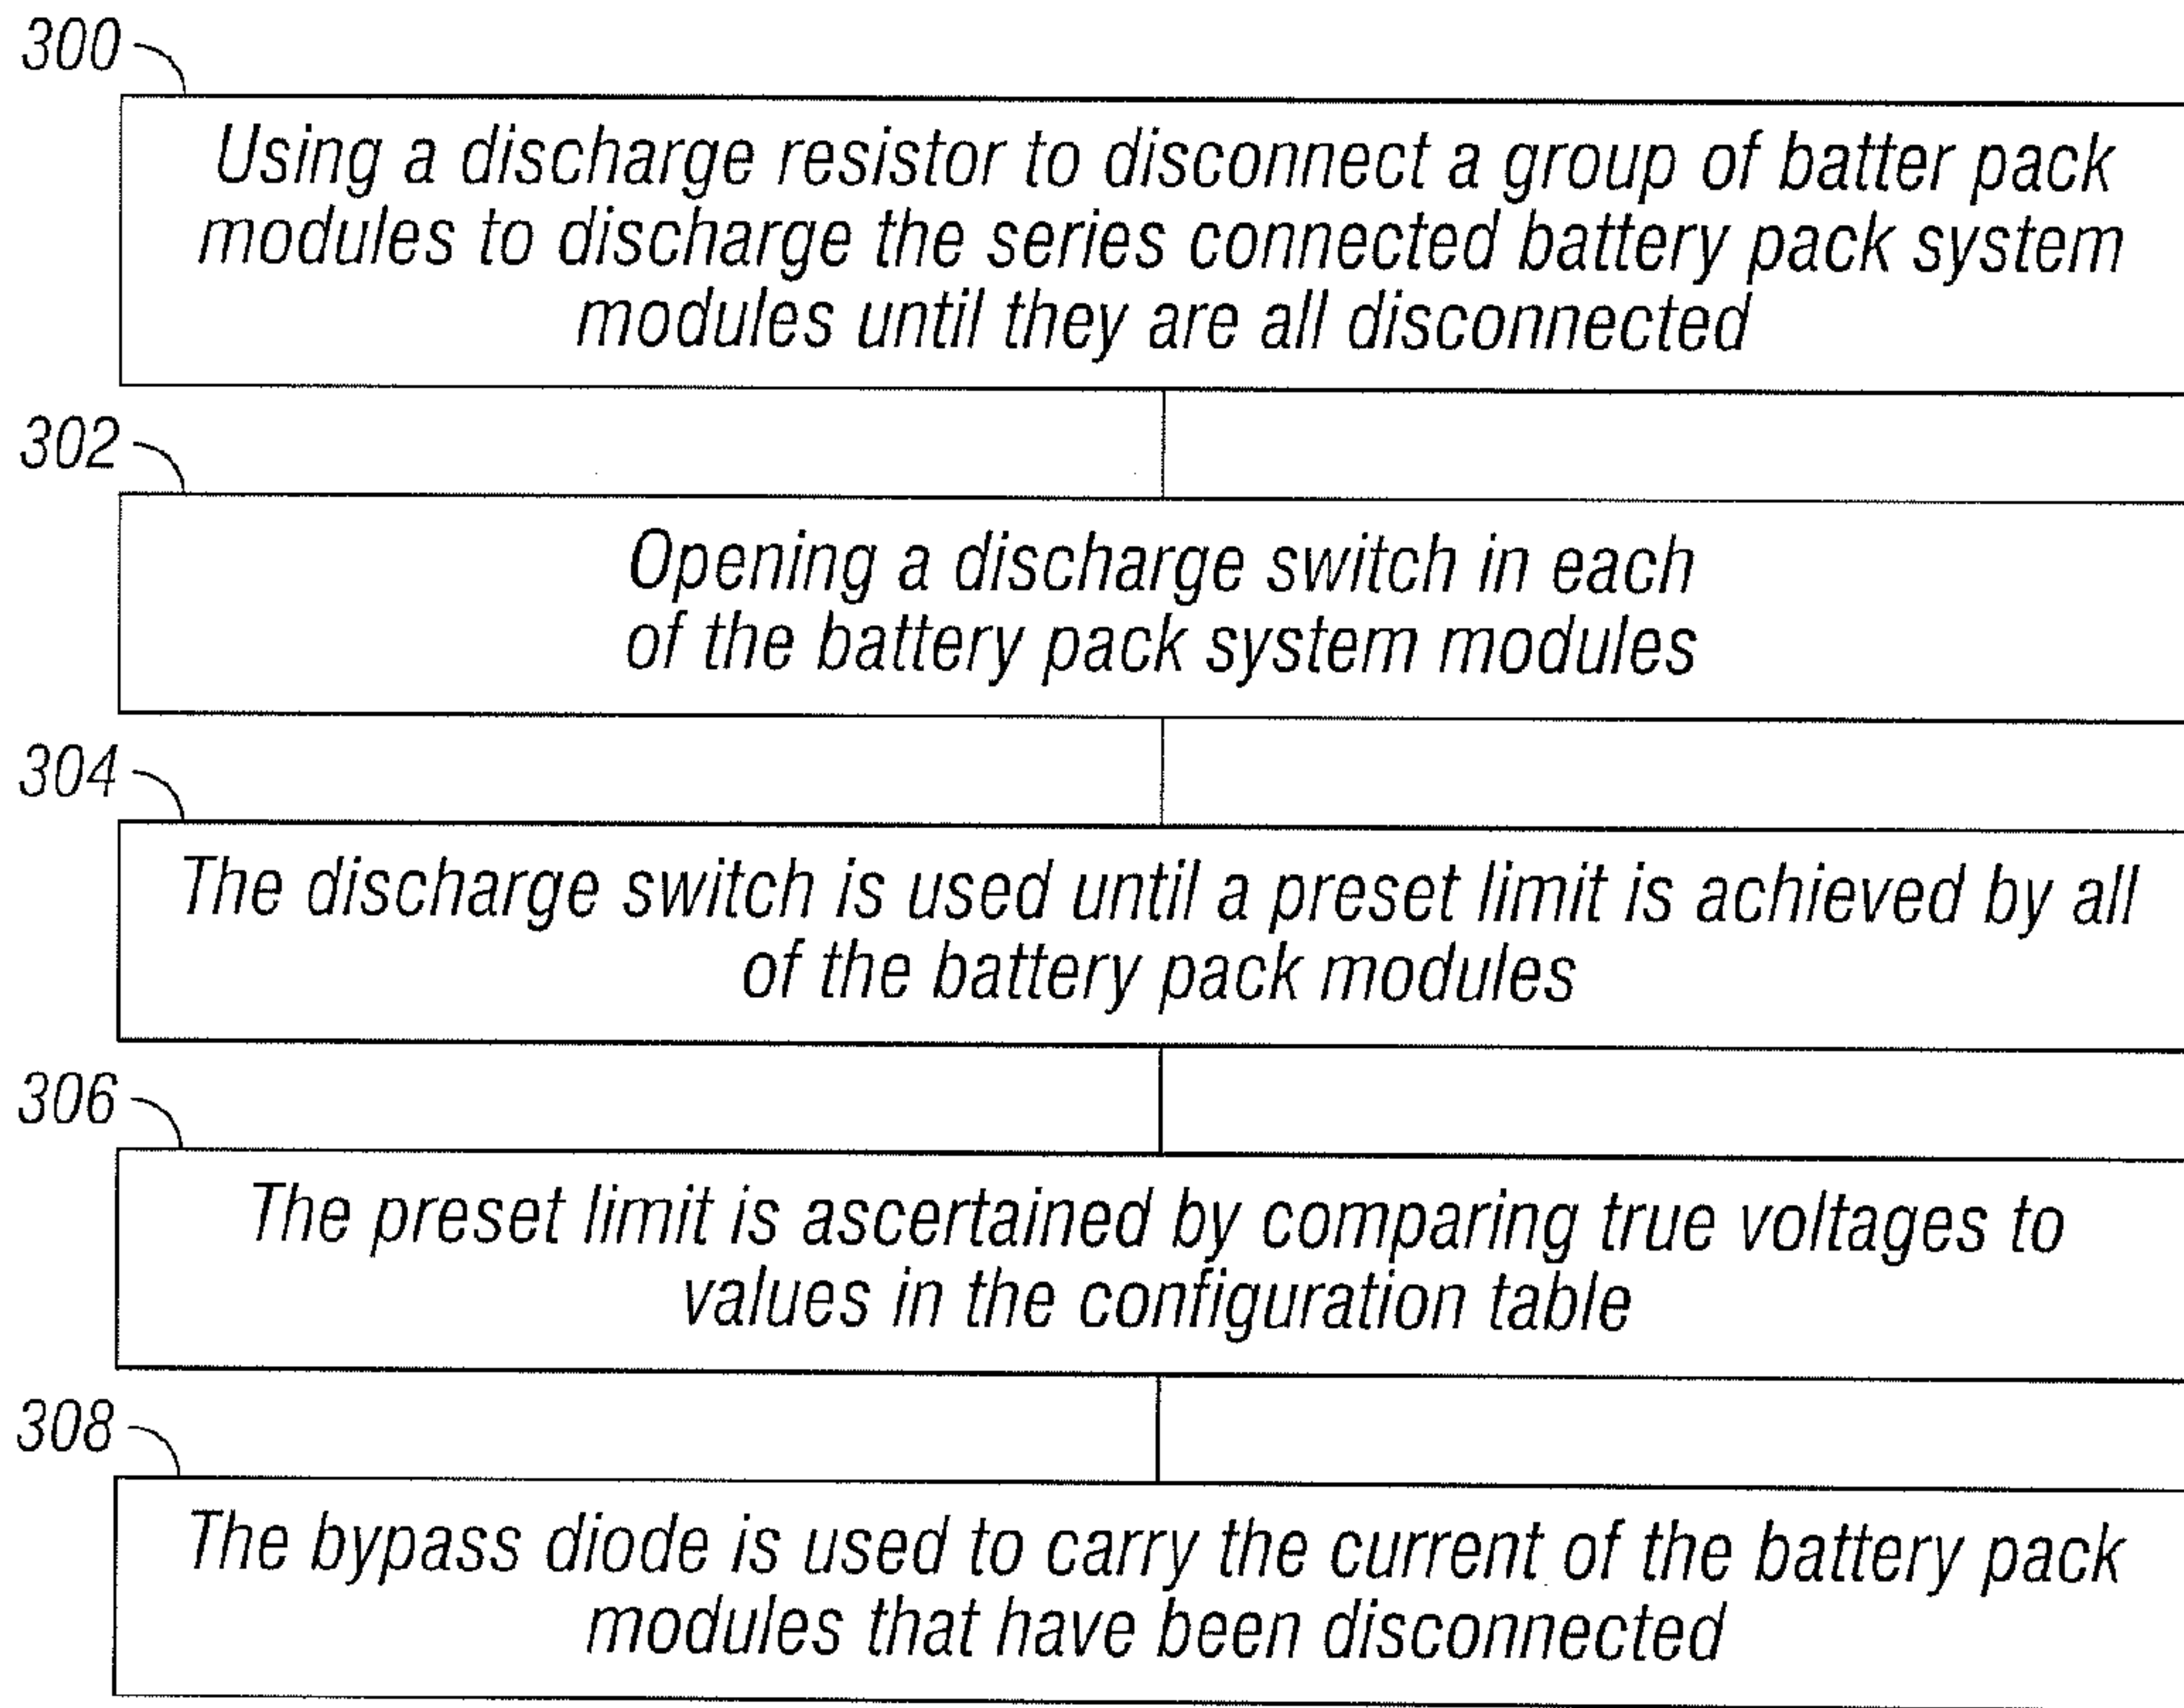 300
Using a discharge resistor to disconnect a group of batter pack
modules to discharge the series connected battery pack system
modules until they are all disconnected
302
Opening a discharge switch in each
of the battery pack system modules
304
The discharge switch is used until a preset limit is achieved by all
of the battery pack modules
306
The preset limit is ascertained by comparing true voltages to
values in the configuration table
308
The bypass diode is used to carry the current of the battery pack
modules that have been disconnected